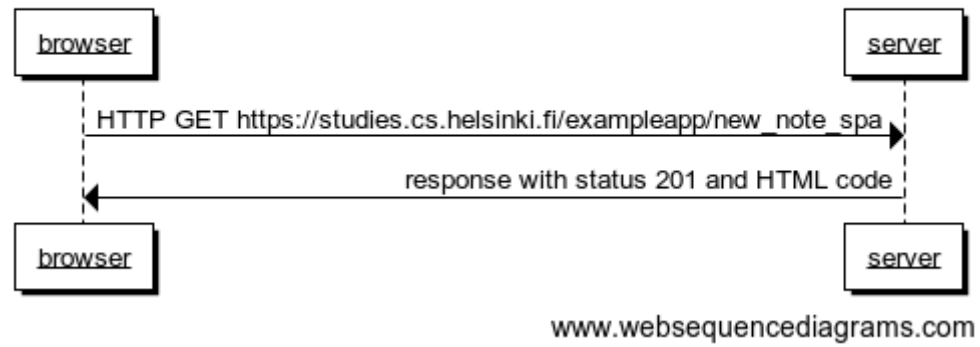 browser server
HTTP GET https://studies.cs.helsinki.fi/exampleapp/new_note_spa
response with status 201 and HTML code
browser server
www.websequencediagrams.com